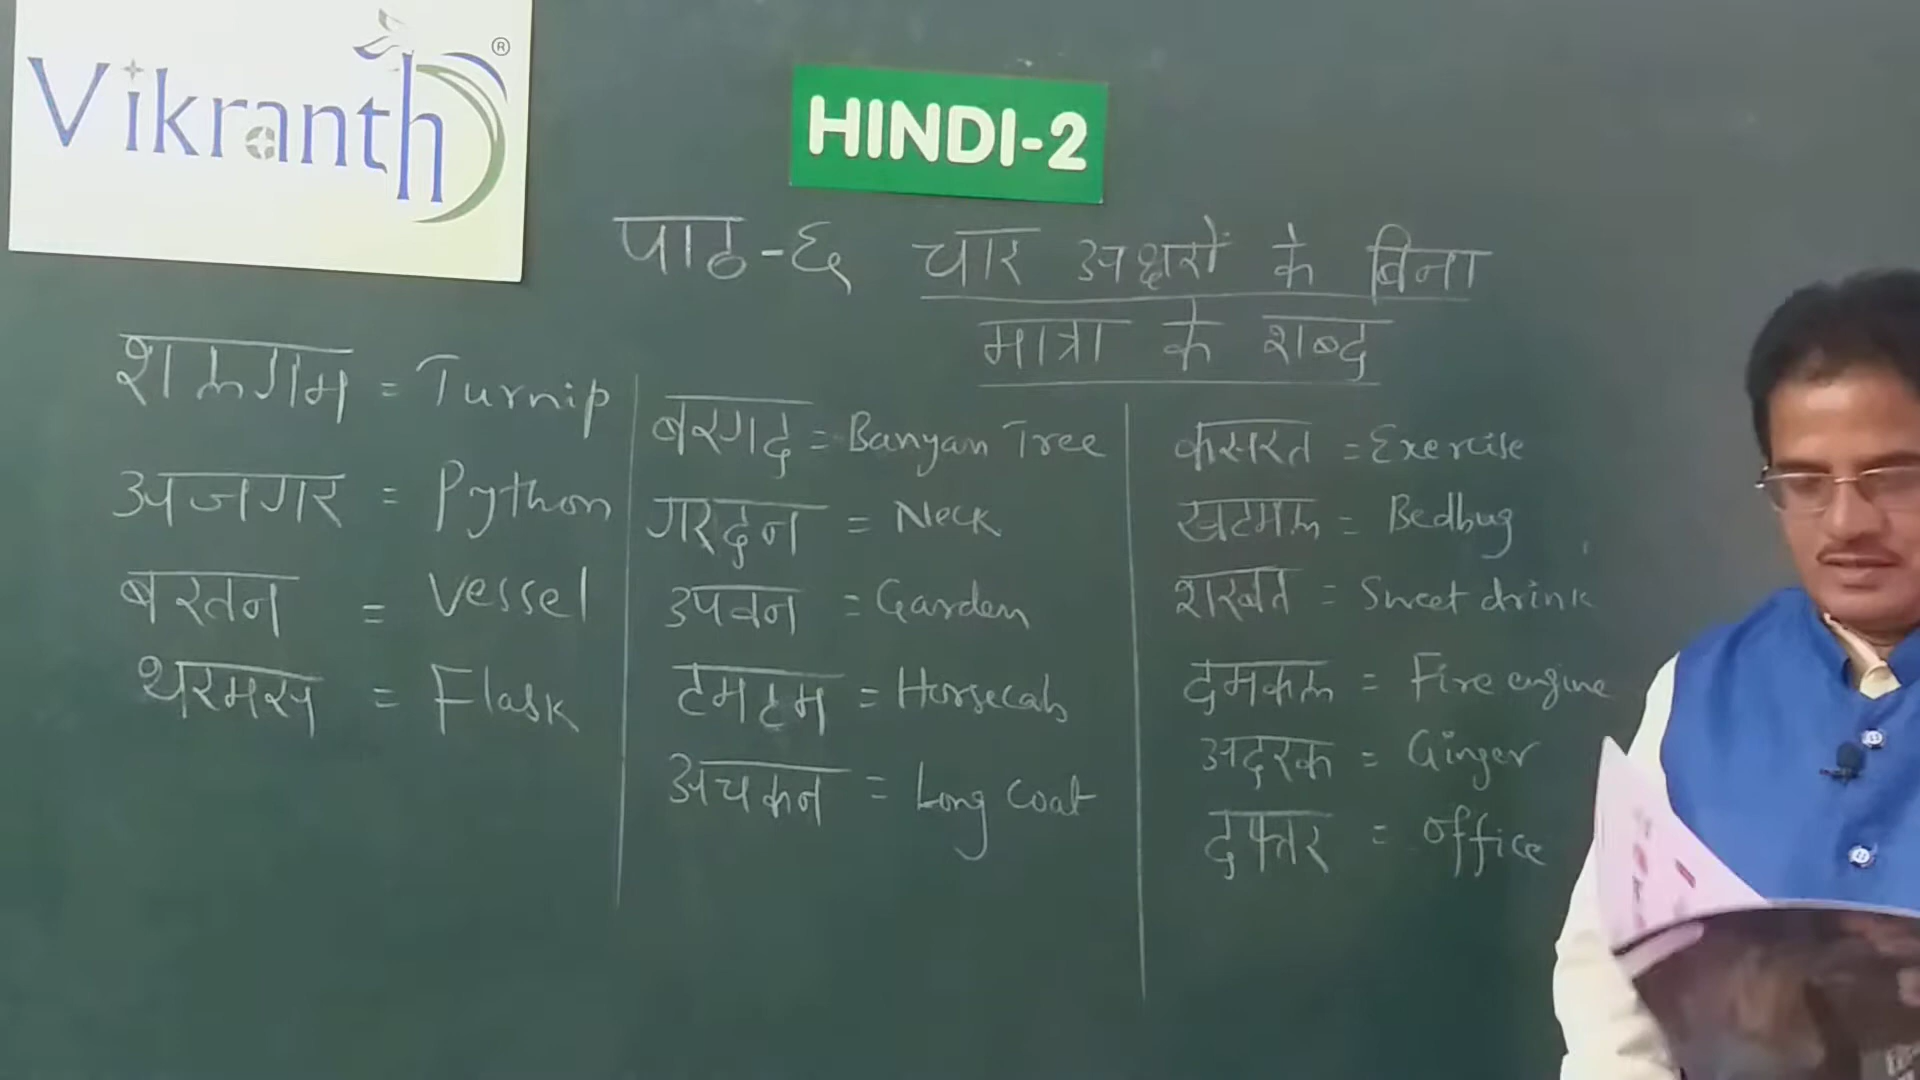 Vikranth®
HINDI-2
पाठ-६ चार अक्षरों के बिना
मात्रा के शब्द
शलगम = Turnip
अजगर = Python
बरतन = Vessel
थरमस = Flask
बरगद = Banyan Tree
गरदन = Neck
उपवन = Garden
टमटम = Horsecab
अचकन = Long coat
कसरत = Exercise
खटमल = Bedbug
शरबत = Sweet drink
दमकल = Fire engine
अदरक = Ginger
दफ्तर = Office